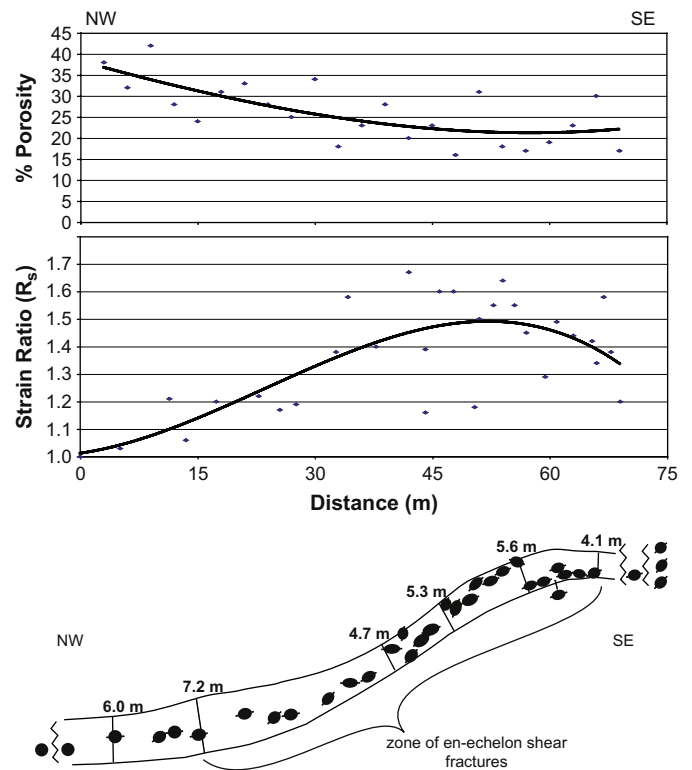 NW SE
45
40
35
30
25
20
15
10
5
0
% Porosity
1.7
1.6
1.5
1.4
1.3
1.2
1.1
1.0
Strain Ratio (Rs)
0 15 30 45 60 75
Distance (m)
5.6 m 4.1 m
5.3 m
4.7 m
NW SE
7.2 m
6.0 m
zone of en-echelon shear
fractures